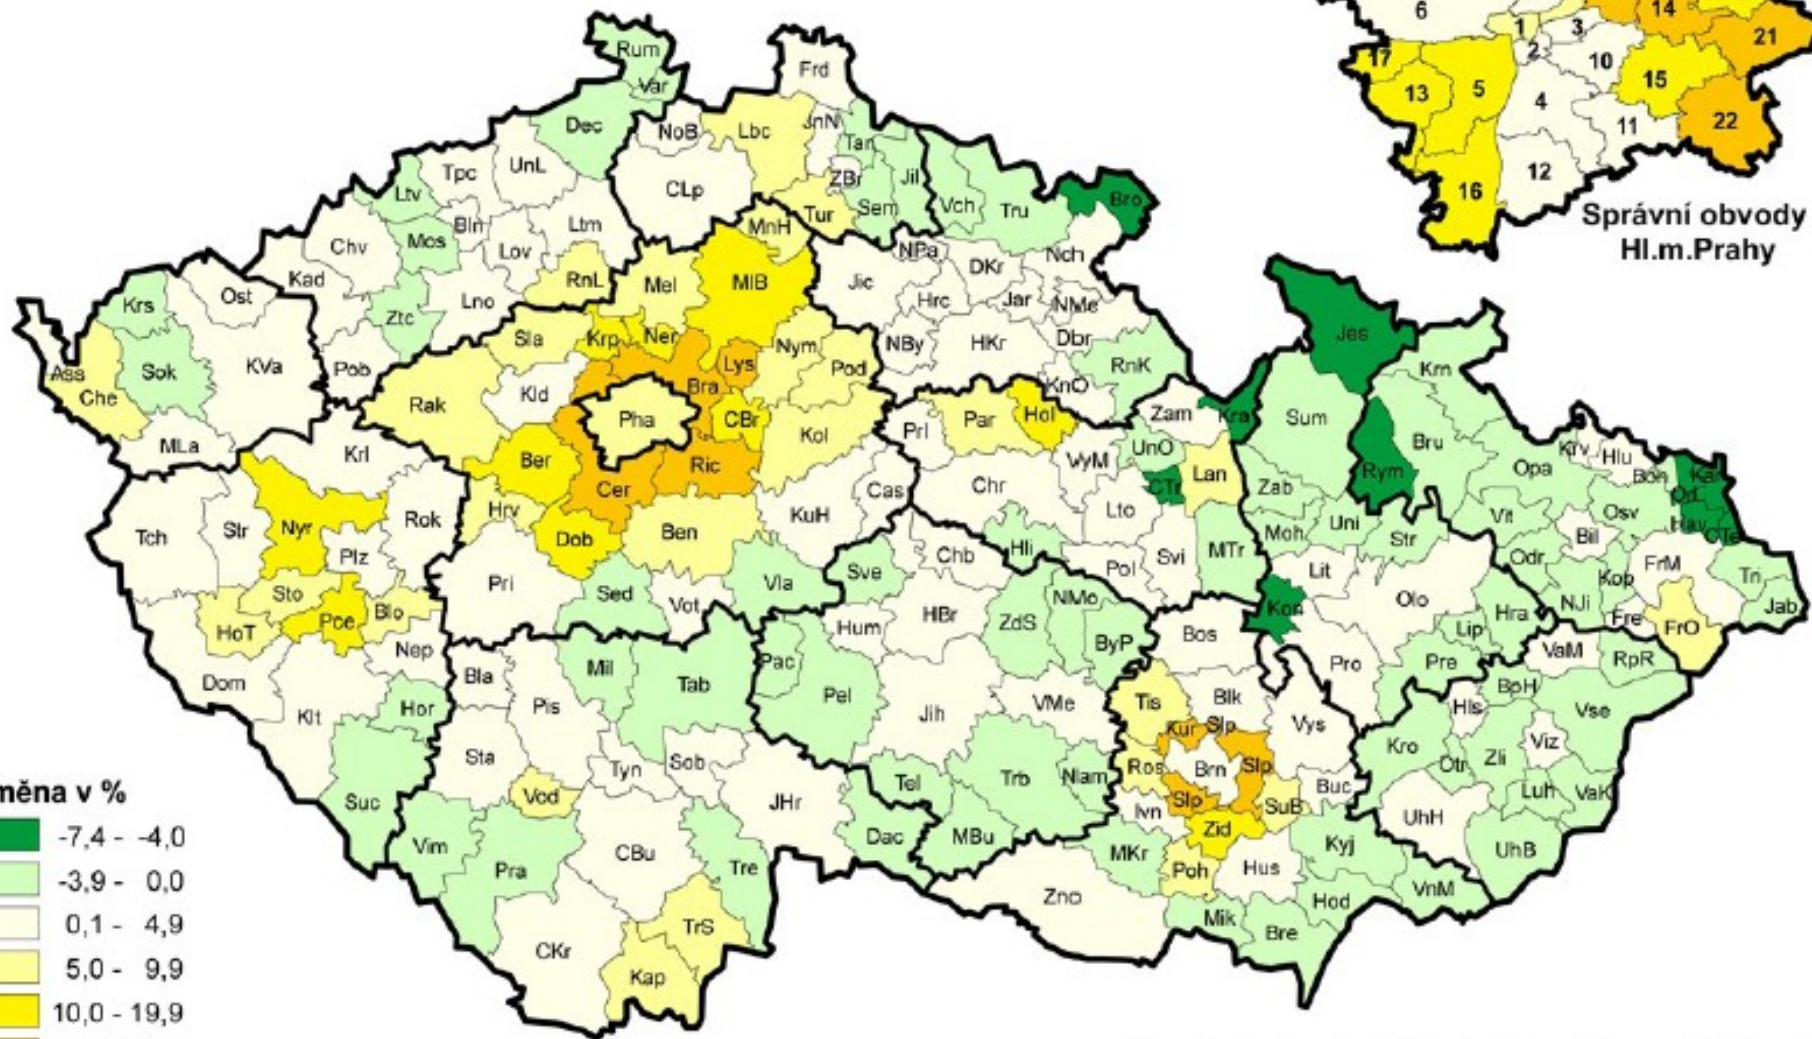 6
1
3
14
21
17
2
10
15
13
5
4
11
22
16
12
Správní obvody
Hl.m.Prahy
Rum
Var
Frd
Dec
NoB
Lbc
JnN
Tan
Tpc
UnL
CLp
ZBr
Jil
Ltv
Sem
Vch
Tru
Bro
Bln
Ltm
Tur
MnH
Chv
Mos
Lov
NPa
Nch
Kad
RnL
Mel
MlB
Jic
DKr
Krs
Ost
Ztc
Lno
Hrc
Jar
NMe
Sla
Krp
Ner
Nym
NBy
HKr
Dbr
Jes
Ass
Sok
KVa
Pob
Kld
Bra
Lys
Pod
RnK
Krn
Che
Rak
Pha
CBr
KnO
Kol
Prl
Par
Hol
Zam
Kra
Sum
MLa
Krl
Ber
Ric
UnO
Bru
Krv
Hlu
Cer
Cas
Chr
VyM
CTr
Lan
Rym
Opa
Boh
Kar
Nyr
Rok
Hrv
KuH
Lto
Zab
Od
Tch
Str
Plz
Dob
Ben
Hli
Moh
Uni
Vit
Osv
Hav
Chb
Svi
MTr
Str
Bil
CTe
Pri
Vla
Sve
Pol
Lit
Odr
FrM
Sto
Sed
Vot
NMo
Kon
Olo
Kop
Tri
HoT
Pce
Blo
HBr
ZdS
Hra
NJi
Jab
Nep
Hum
ByP
Bos
Lip
Fre
FrO
Dom
Bla
Mil
Tab
Pac
Pre
VaM
RpR
Klt
Hor
Pis
Pel
Jih
VMe
Tis
Blk
Pro
BpH
Hls
Vse
Sta
Tyn
Sob
Kur
Slp
Vys
Kro
Viz
měna v %
Vod
JHr
Tel
Trb
Nam
Ros
Brn
Slp
Otr
Zli
Suc
Ivn
Slp
SuB
Buc
Luh
VaK
-7,4 - -4,0
Vim
CBu
Dac
MBu
Zid
UhH
-3,9 - 0,0
Pra
Tre
MKr
Poh
Hus
Kyj
UhB
0,1 - 4,9
CKr
TrS
Zno
Mik
Hod
VnM
5,0 - 9,9
Kap
Bre
10,0 - 19,9